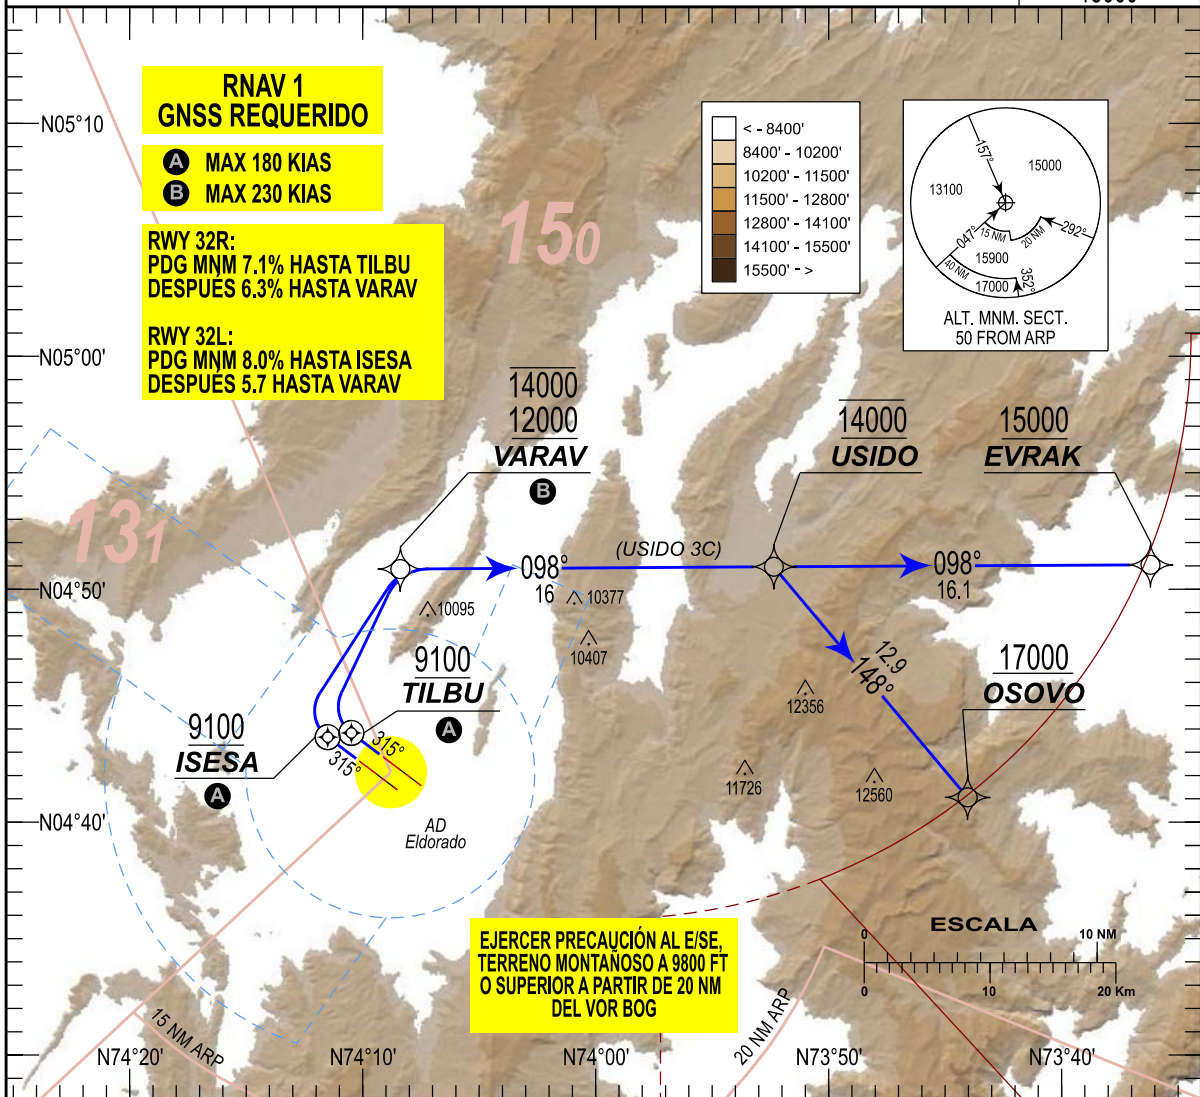 RNAV 1
GNSS REQUERIDO
A MAX 180 KIAS
B MAX 230 KIAS
RWY 32R:
PDG MNM 7.1% HASTA TILBU
DESPUÉS 6.3% HASTA VARAV
RWY 32L:
PDG MNM 8.0% HASTA ISESA
DESPUÉS 5.7 HASTA VARAV
N05°10
N05°00'
N04°50'
N04°40'
150
131
< - 8400'
8400' - 10200'
10200' - 11500'
11500' - 12800'
12800' - 14100'
14100' - 15500'
15500' - >
157°
15000
13100
047°
15 NM
20 NM
292°
15900
40 NM
17000
352°
ALT. MNM. SECT.
50 FROM ARP
14000
12000
VARAV
B
14000
USIDO
15000
EVRAK
(USIDO 3C)
098°
16
098°
16.1
10095
10377
10407
9100
TILBU
A
9100
ISESA
A
315°
315°
12.9
148°
17000
OSOVO
12356
11726
12560
AD
Eldorado
EJERCER PRECAUCIÓN AL E/SE,
TERRENO MONTAÑOSO A 9800 FT
O SUPERIOR A PARTIR DE 20 NM
DEL VOR BOG
ESCALA
0 10 NM
0 10 20 Km
15 NM ARP
20 NM ARP
N74°20'
N74°10'
N74°00'
N73°50'
N73°40'